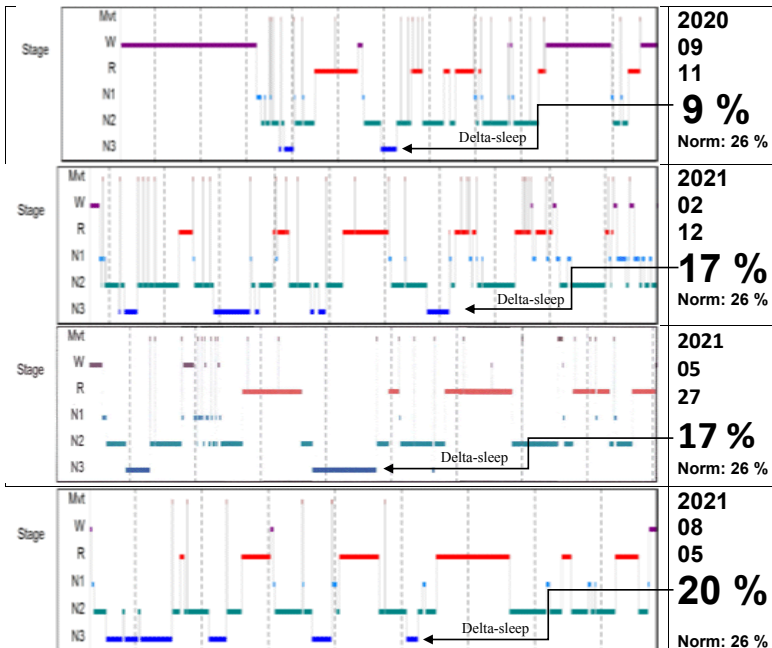 Mvt
2020
W
Stage
09
R
11
N1
9 %
N2
Delta-sleep
Norm: 26 %
N3
Mvt
2021
Stage
W
02
R
12
N1
17 %
N2
Delta-sleep
Norm: 26 %
N3
Mvt
2021
W
05
Stage
R
27
N1
17 %
N2
Delta-sleep
Norm: 26 %
N3
Mvt
2021
W
08
Stage
R
05
N1
20 %
N2
Delta-sleep
N3
Norm: 26 %